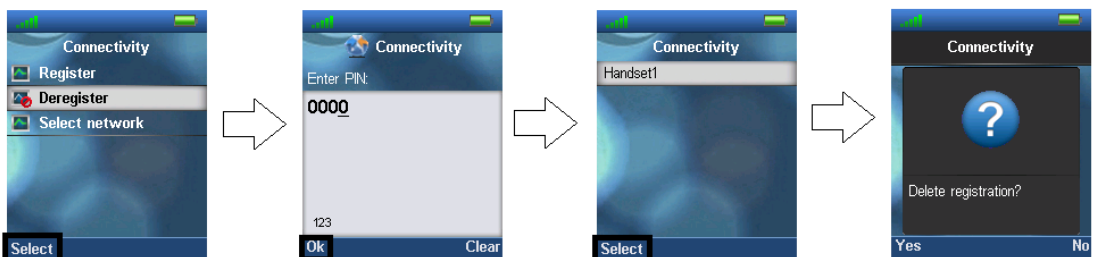 Connectivity
Register
Deregister
Select network
Select
Connectivity
Enter PIN:
0000
123
Ok Clear
Connectivity
Handset1
Select
Connectivity
?
Delete registration?
Yes No